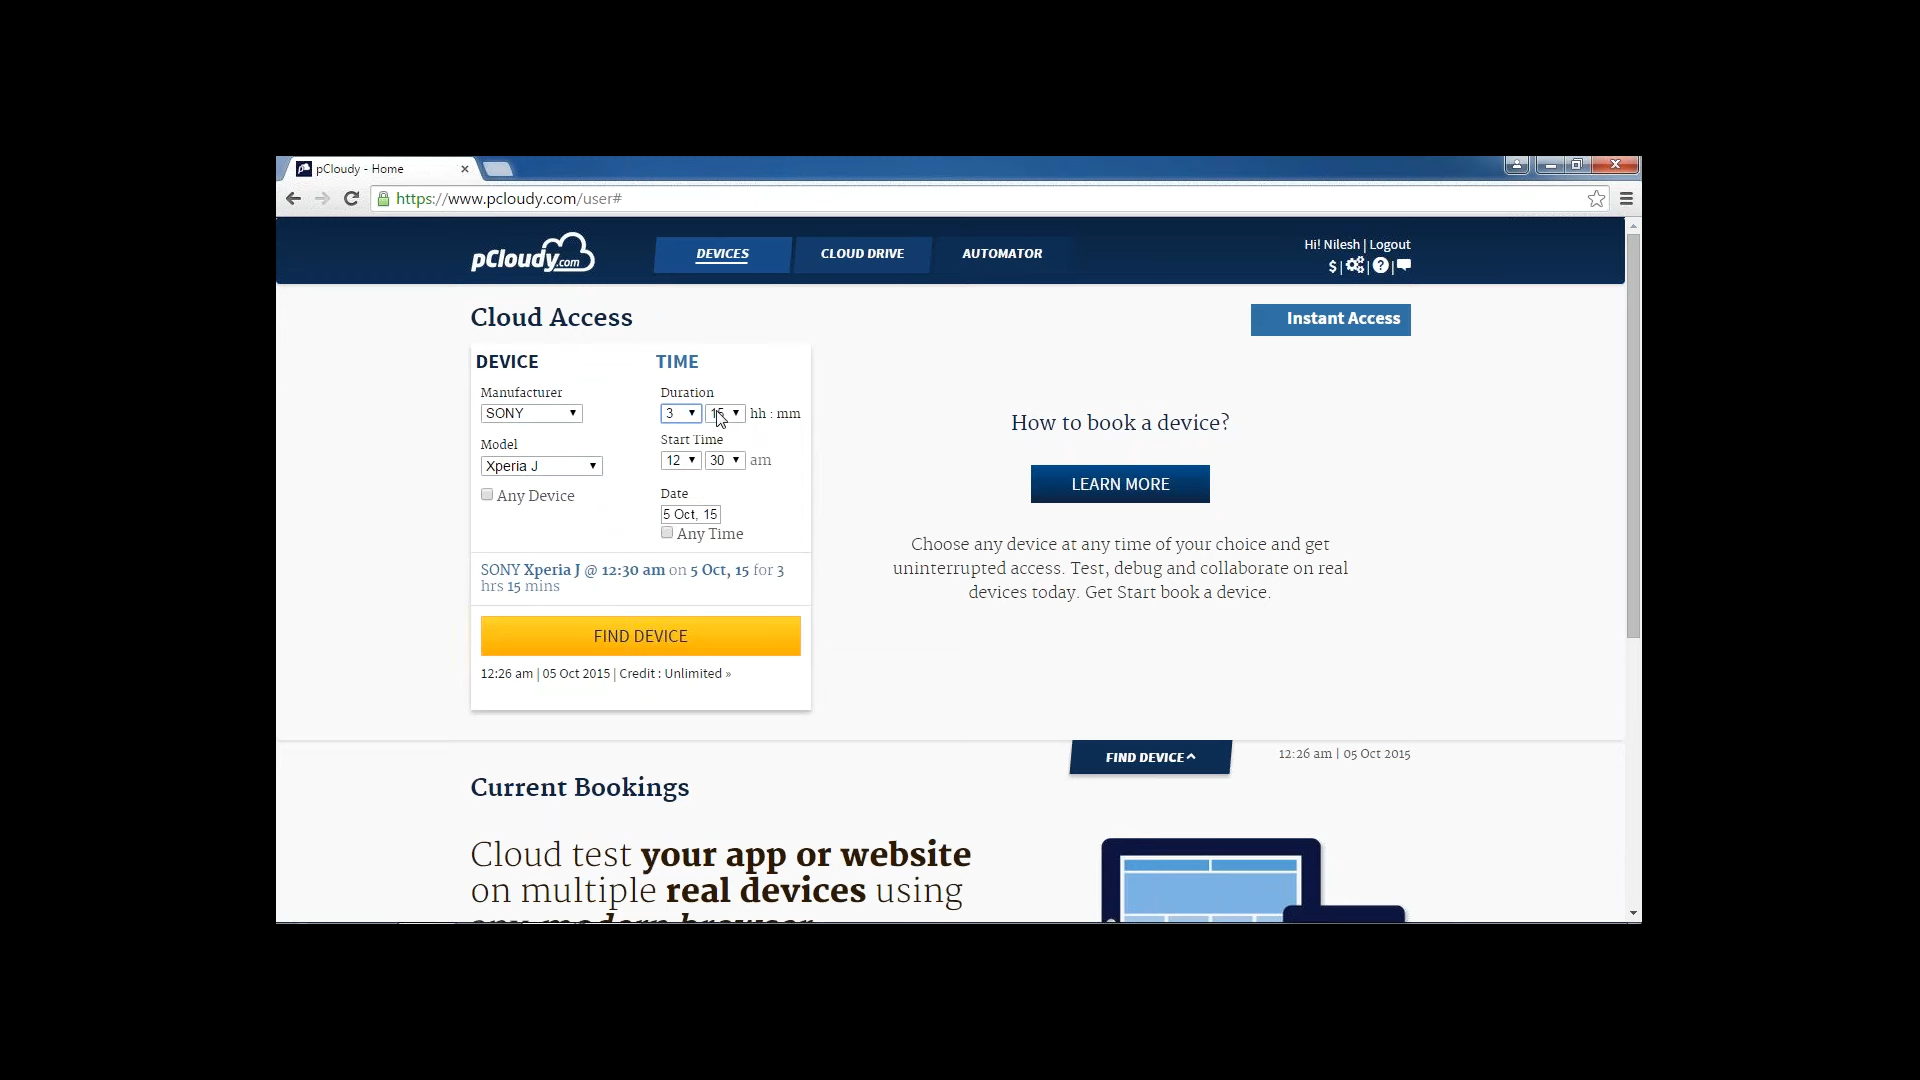 pCloudy - Home
https://www.pcloudy.com/user#
pCloudy.com
DEVICES
CLOUD DRIVE
AUTOMATOR
Hi! Nilesh | Logout
$ | | ? |
Cloud Access
Instant Access
DEVICE
TIME
Manufacturer
SONY
Model
Xperia J
Any Device
Duration
3 15 hh : mm
Start Time
12 30 am
Date
5 Oct, 15
Any Time
SONY Xperia J @ 12:30 am on 5 Oct, 15 for 3
hrs 15 mins
FIND DEVICE
12:26 am | 05 Oct 2015 | Credit : Unlimited »
How to book a device?
LEARN MORE
Choose any device at any time of your choice and get
uninterrupted access. Test, debug and collaborate on real
devices today. Get Start book a device.
FIND DEVICE
12:26 am | 05 Oct 2015
Current Bookings
Cloud test your app or website
on multiple real devices using
any modern browser